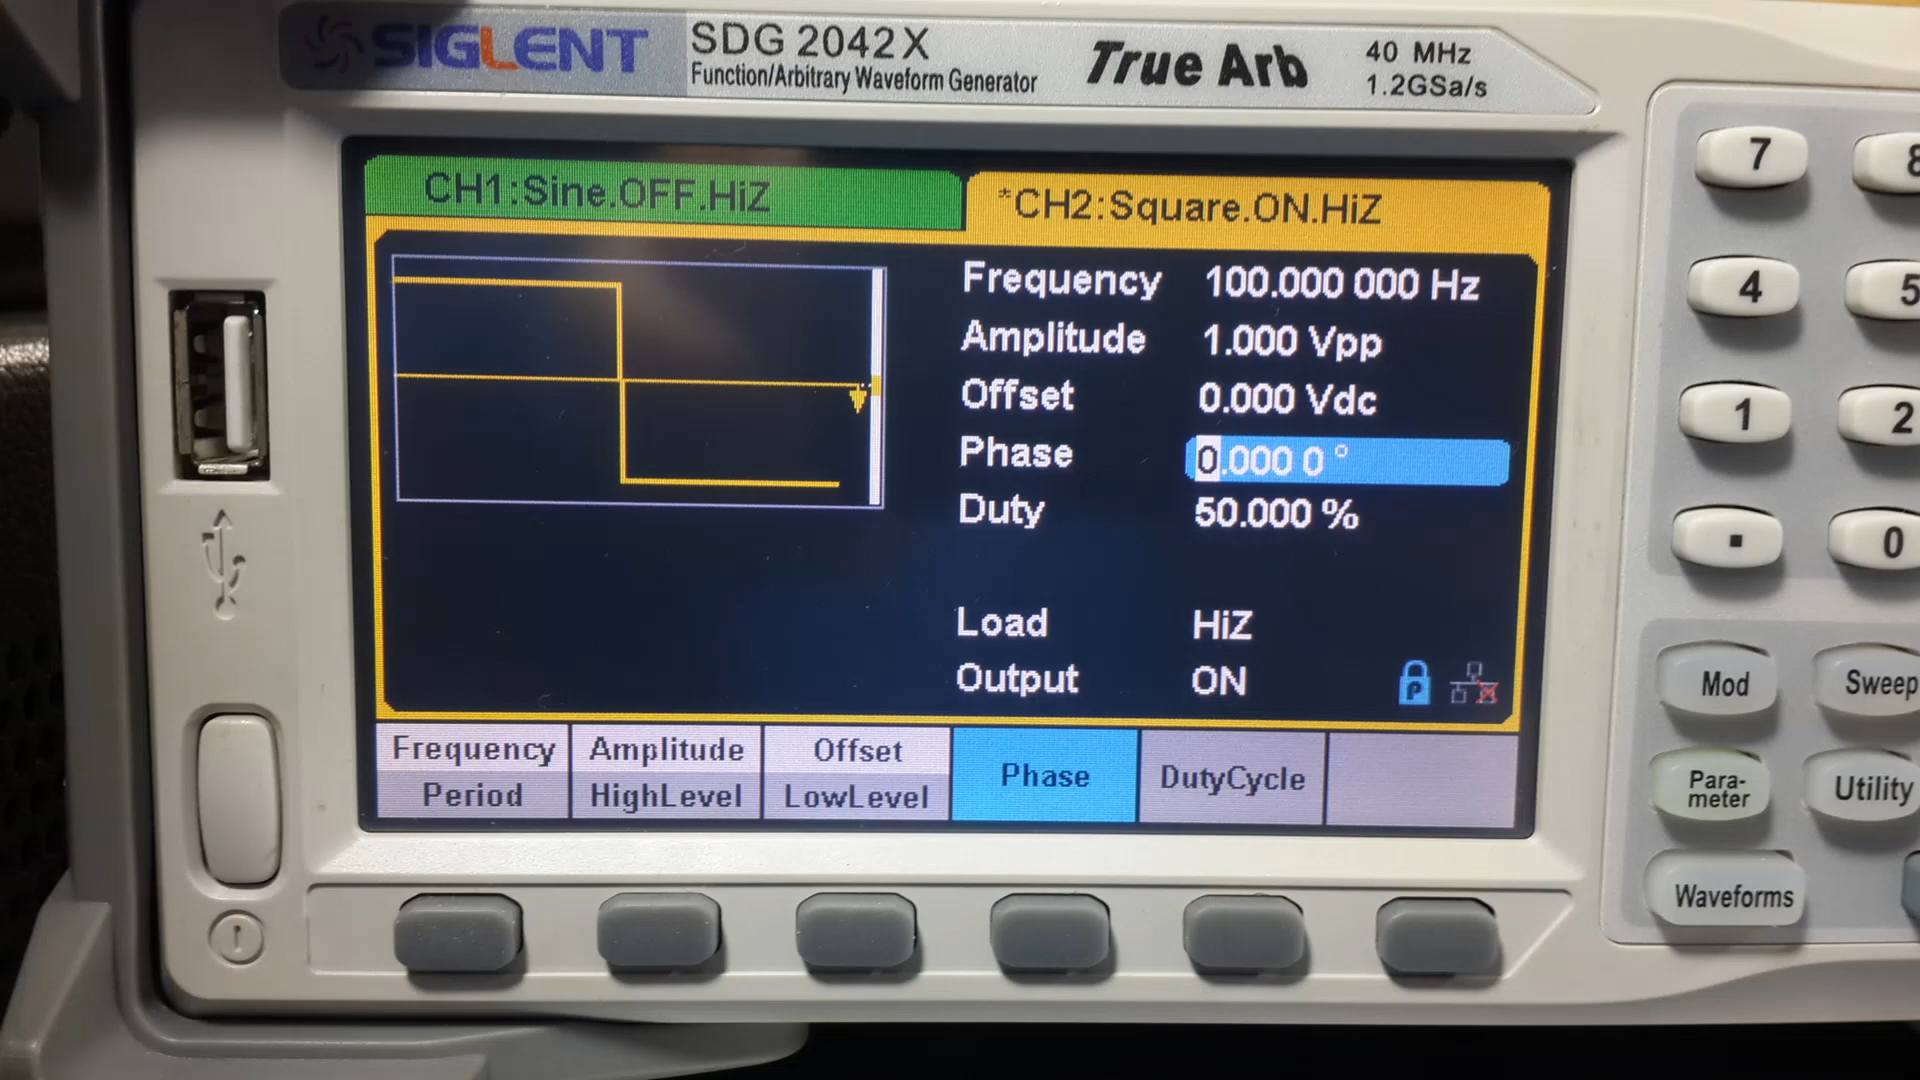 SIGLENT
SDG 2042X
Function/Arbitrary Waveform Generator
True Arb
40 MHz
1.2GSa/s
CH1:Sine.OFF.HiZ
*CH2:Square.ON.HiZ
Frequency 100.000 000 Hz
Amplitude 1.000 Vpp
Offset 0.000 Vdc
Phase 0.000 0 °
Duty 50.000 %
Load HiZ
Output ON
P
Frequency
Period
Amplitude
HighLevel
Offset
LowLevel
Phase
DutyCycle
7 8
4 5
1 2
. 0
Mod Sweep
Para-
meter
Utility
Waveforms